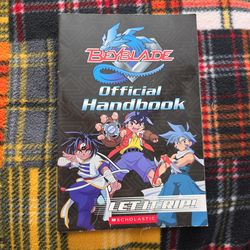 BEYBLADE
Official
Handbook
LET IT RIP!
SCHOLASTIC